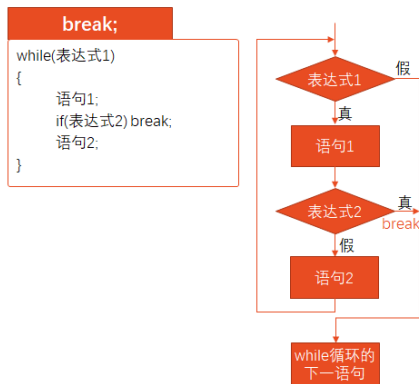 break;
while(表达式1)
{
语句1;
if(表达式2) break;
语句2;
}
表达式1
假
真
语句1
表达式2
真
break
假
语句2
while循环的
下一语句